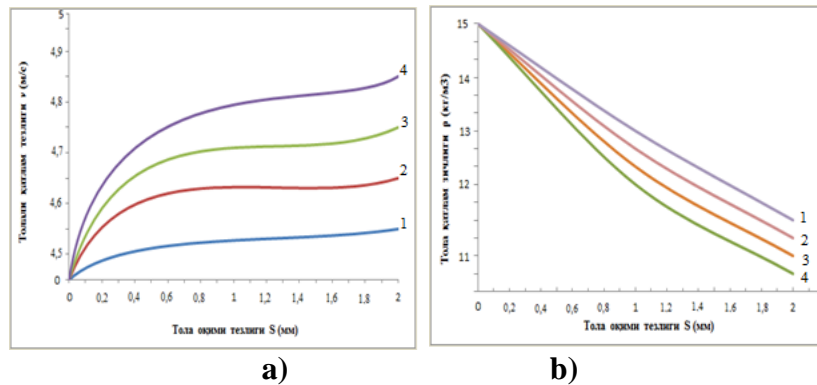 Толали қатлам тезлиги v (м/с)
5
4,9
4,8
4,7
4,6
4,5
0
0 0,2 0,4 0,6 0,8 1 1,2 1,4 1,6 1,8 2
4
3
2
1
Тола оқими тезлиги S (мм)
a)
Тола қатлам зичлиги р (кг/м3)
15
14
13
12
11
0 0,2 0,4 0,6 0,8 1 1,2 1,4 1,6 1,8 2
1
2
3
4
Тола оқими тезлиги S (мм)
b)